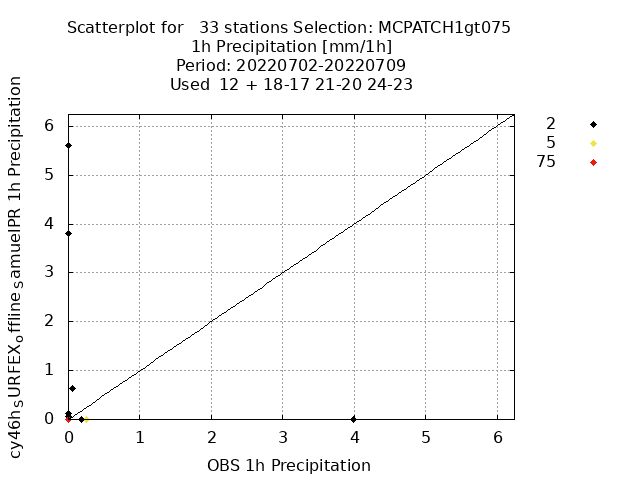 Scatterplot for   33 stations Selection: MCPATCH1gt075
1h Precipitation [mm/1h]
Period: 20220702-20220709
Used  12 + 18-17 21-20 24-23
2
5
75
cy46h_sURFEX_offline_samuelPR 1h Precipitation
6
5
4
3
2
1
0
0 1 2 3 4 5 6
OBS 1h Precipitation